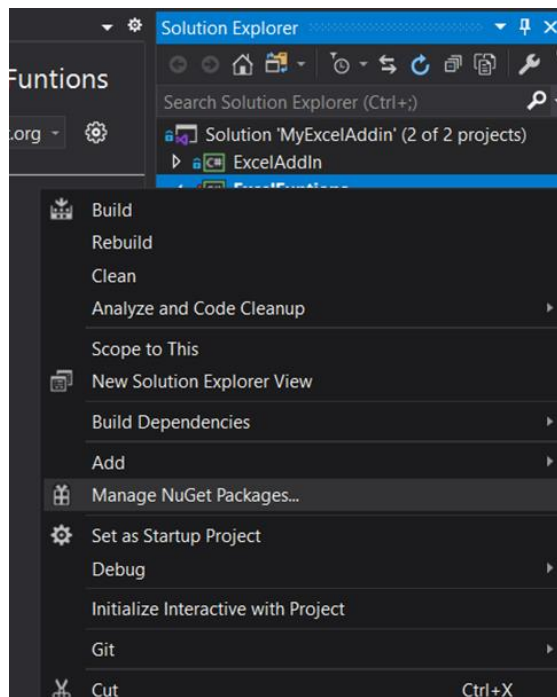 Solution Explorer
Funtions
Search Solution Explorer (Ctrl+;)
.org
Solution 'MyExcelAddin' (2 of 2 projects)
C# ExcelAddIn
ExcelFuntions
Build
Rebuild
Clean
Analyze and Code Cleanup
Scope to This
New Solution Explorer View
Build Dependencies
Add
Manage NuGet Packages...
Set as Startup Project
Debug
Initialize Interactive with Project
Git
Cut Ctrl+X